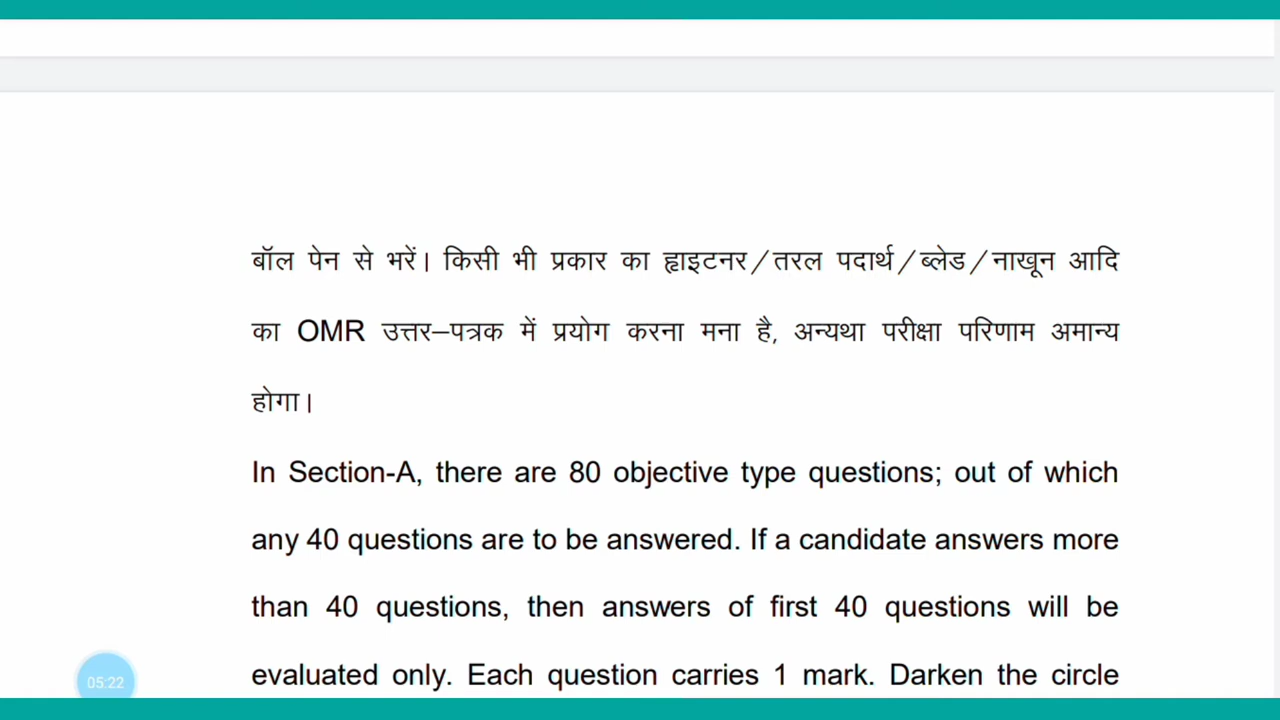 बॉल पेन से भरें। किसी भी प्रकार का ह्वाइटनर/तरल पदार्थ/ब्लेड/नाखून आदि
का OMR उत्तर–पत्रक में प्रयोग करना मना है, अन्यथा परीक्षा परिणाम अमान्य
होगा।
In Section-A, there are 80 objective type questions; out of which
any 40 questions are to be answered. If a candidate answers more
than 40 questions, then answers of first 40 questions will be
evaluated only. Each question carries 1 mark. Darken the circle
05:22